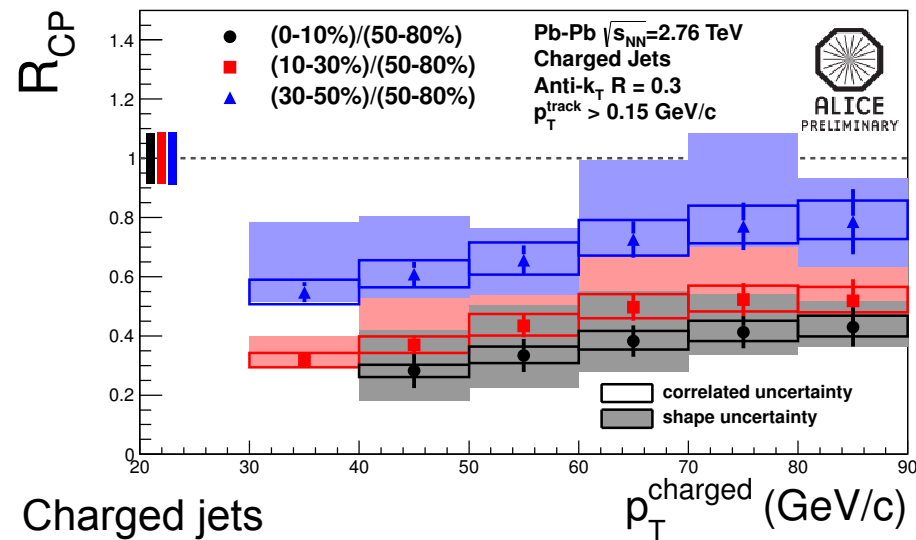 R_CP
1.4
1.2
1
0.8
0.6
0.4
0.2
0
(0-10%)/(50-80%)
(10-30%)/(50-80%)
(30-50%)/(50-80%)
Pb-Pb √s_NN=2.76 TeV
Charged Jets
Anti-k_T R = 0.3
p_T^track > 0.15 GeV/c
ALICE
PRELIMINARY
correlated uncertainty
shape uncertainty
20 30 40 50 60 70 80 90
Charged jets
p_T^charged (GeV/c)